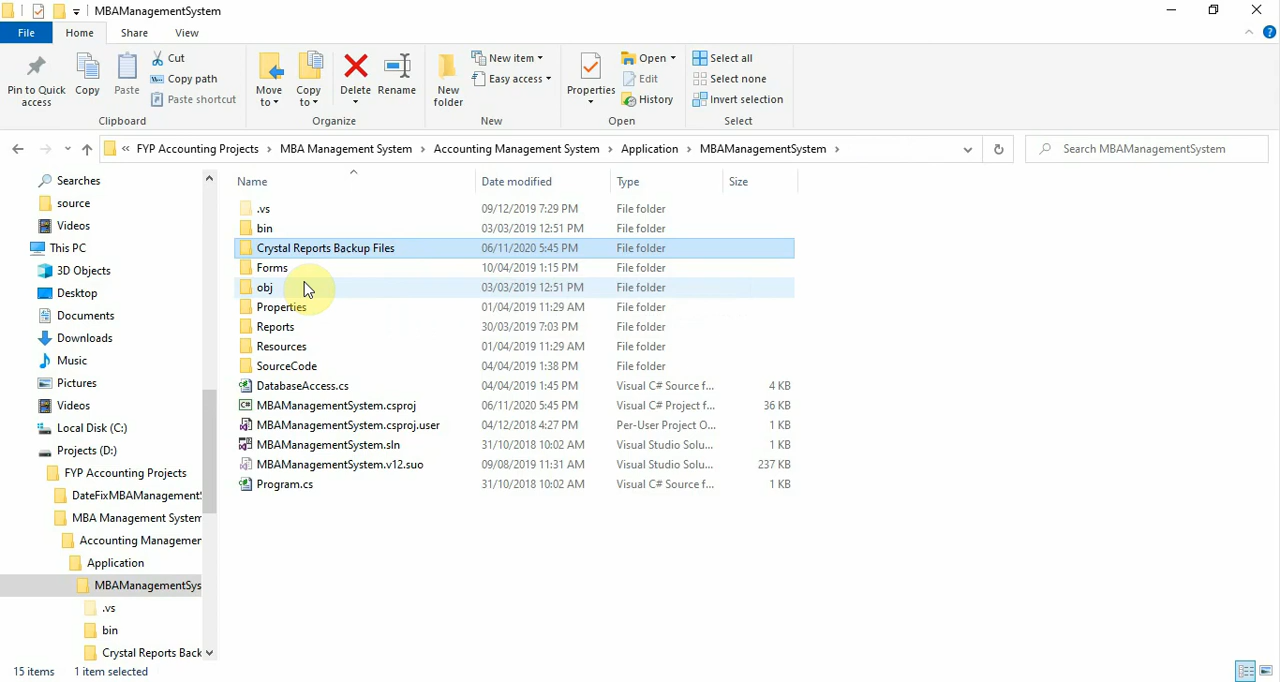 MBAManagementSystem
File Home Share View
Pin to Quick access
Copy
Paste
Cut
Copy path
Paste shortcut
Clipboard
Move to
Copy to
Delete
Rename
Organize
New folder
New item
Easy access
New
Properties
Open
Edit
History
Open
Select all
Select none
Invert selection
Select
« FYP Accounting Projects › MBA Management System › Accounting Management System › Application › MBAManagementSystem ›
Search MBAManagementSystem
Searches
source
Videos
This PC
3D Objects
Desktop
Documents
Downloads
Music
Pictures
Videos
Local Disk (C:)
Projects (D:)
FYP Accounting Projects
DateFixMBAManagement
MBA Management System
Accounting Managemer
Application
MBAManagementSys
.vs
bin
Crystal Reports Back
Name Date modified Type Size
.vs 09/12/2019 7:29 PM File folder
bin 03/03/2019 12:51 PM File folder
Crystal Reports Backup Files 06/11/2020 5:45 PM File folder
Forms 10/04/2019 1:15 PM File folder
obj 03/03/2019 12:51 PM File folder
Properties 01/04/2019 11:29 AM File folder
Reports 30/03/2019 7:03 PM File folder
Resources 01/04/2019 11:29 AM File folder
SourceCode 04/04/2019 1:38 PM File folder
DatabaseAccess.cs 04/04/2019 1:45 PM Visual C# Source f... 4 KB
MBAManagementSystem.csproj 06/11/2020 5:45 PM Visual C# Project f... 36 KB
MBAManagementSystem.csproj.user 04/12/2018 4:27 PM Per-User Project O... 1 KB
MBAManagementSystem.sln 31/10/2018 10:02 AM Visual Studio Solu... 1 KB
MBAManagementSystem.v12.suo 09/08/2019 11:31 AM Visual Studio Solu... 237 KB
Program.cs 31/10/2018 10:02 AM Visual C# Source f... 1 KB
15 items 1 item selected